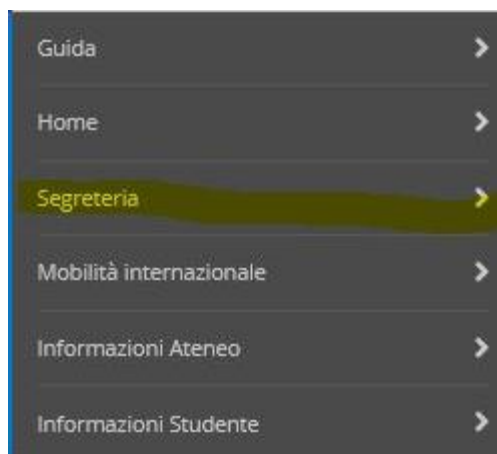 Guida
Home
Segreteria
Mobilità internazionale
Informazioni Ateneo
Informazioni Studente